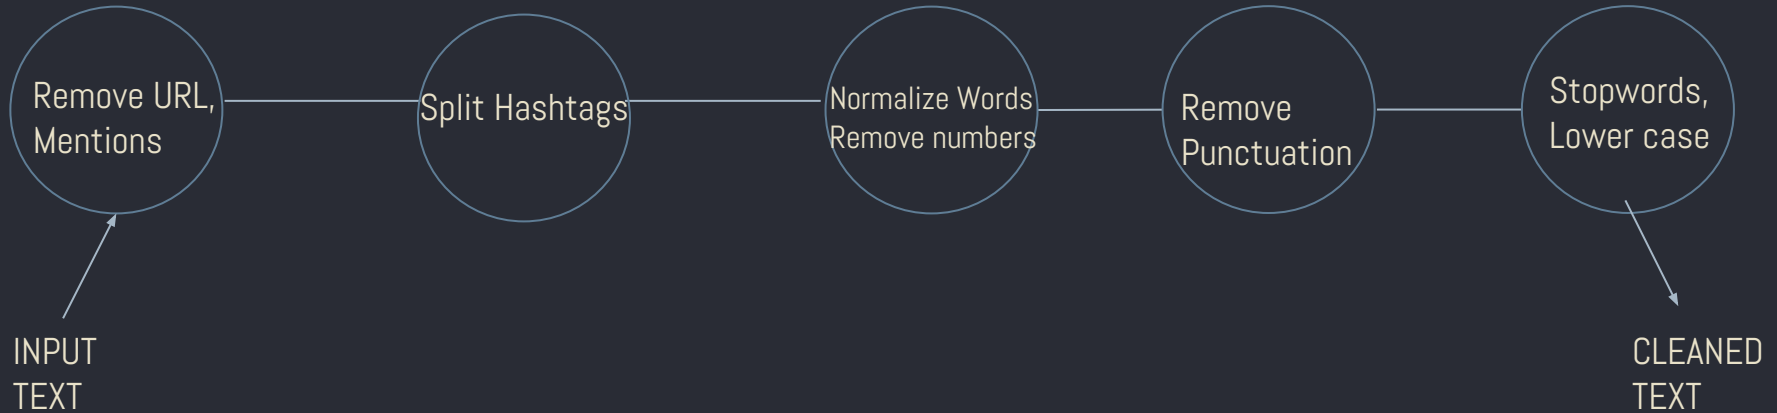 Remove URL,
Mentions
Split Hashtags
Normalize Words
Remove numbers
Remove
Punctuation
Stopwords,
Lower case
INPUT
TEXT
CLEANED
TEXT